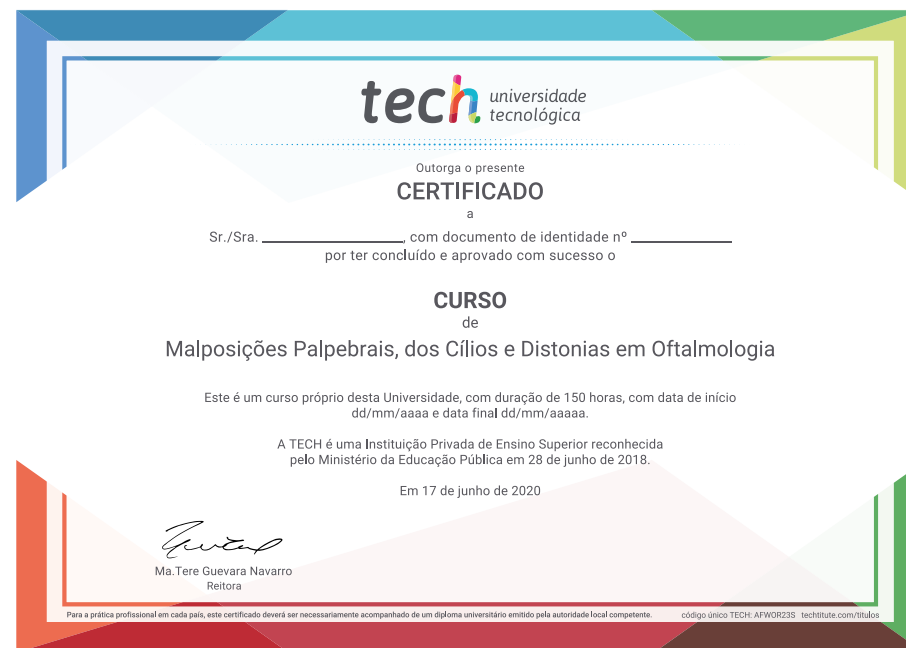 tech universidade
tecnológica
Outorga o presente
CERTIFICADO
a
Sr./Sra. ____________, com documento de identidade nº ____________
por ter concluído e aprovado com sucesso o
CURSO
de
Malposições Palpebrais, dos Cílios e Distonias em Oftalmologia
Este é um curso próprio desta Universidade, com duração de 150 horas, com data de início
dd/mm/aaaa e data final dd/mm/aaaaa.
A TECH é uma Instituição Privada de Ensino Superior reconhecida
pelo Ministério da Educação Pública em 28 de junho de 2018.
Em 17 de junho de 2020
Ma.Tere Guevara Navarro
Reitora
Para a prática profissional em cada país, este certificado deverá ser necessariamente acompanhado de um diploma universitário emitido pela autoridade local competente. código único TECH: AFWOR23S techtitute.com/titulos